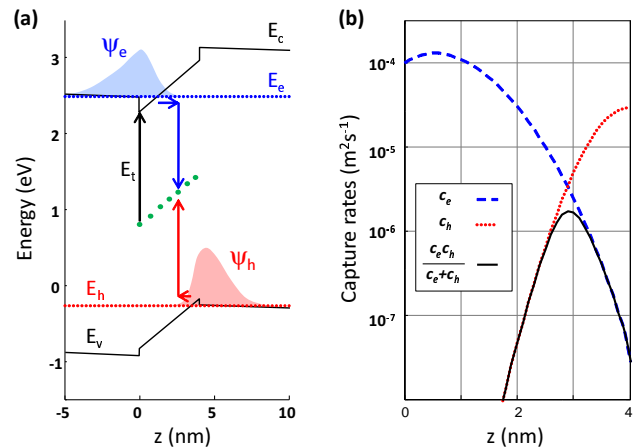 (a)
ψe
Ec
Ee
Et
ψh
Eh
Ev
Energy (eV)
3
2
1
0
-1
-5
0
5
10
z (nm)
(b)
Capture rates (m²s⁻¹)
10⁻⁴
10⁻⁵
10⁻⁶
10⁻⁷
ce
ch
cech
ce+ch
0
2
4
z (nm)